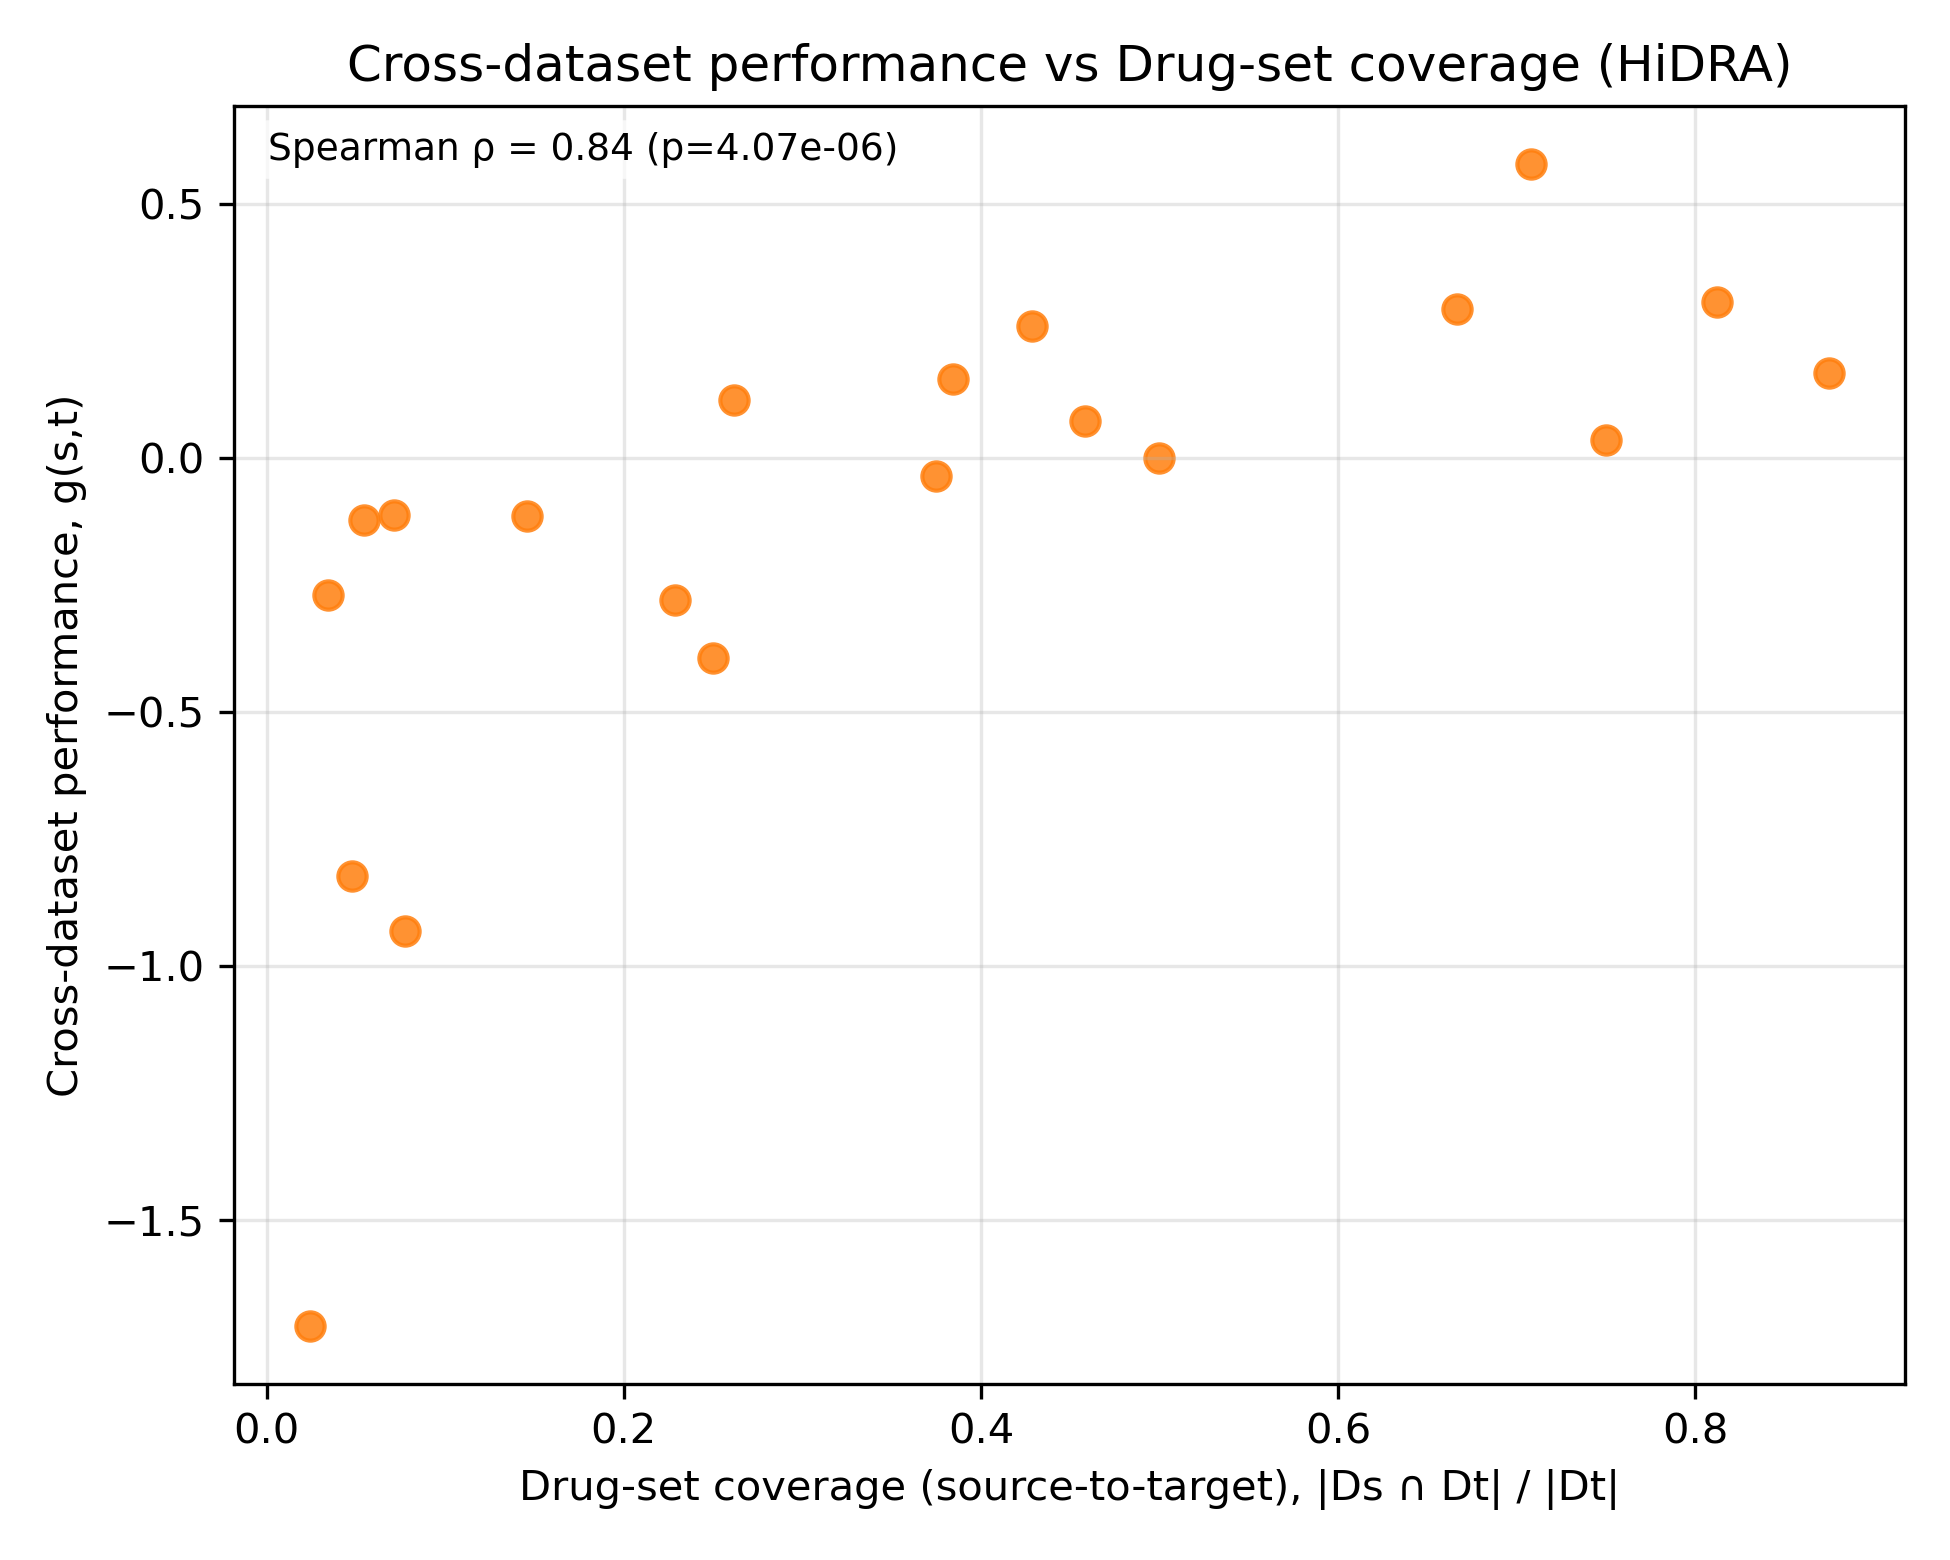 Cross-dataset performance vs Drug-set coverage (HiDRA)
Spearman ρ = 0.84 (p=4.07e-06)
Cross-dataset performance, g(s,t)
0.5
0.0
−0.5
−1.0
−1.5
0.0 0.2 0.4 0.6 0.8
Drug-set coverage (source-to-target), |Ds ∩ Dt| / |Dt|